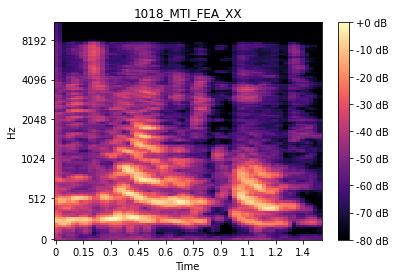 1018_MTI_FEA_XX
+0 dB
8192
-10 dB
4096
-20 dB
-30 dB
2048
Hz
-40 dB
1024
-50 dB
512
-60 dB
-70 dB
0
-80 dB
0 0.15 0.3 0.45 0.6 0.75 0.9 1.1 1.2 1.4
Time